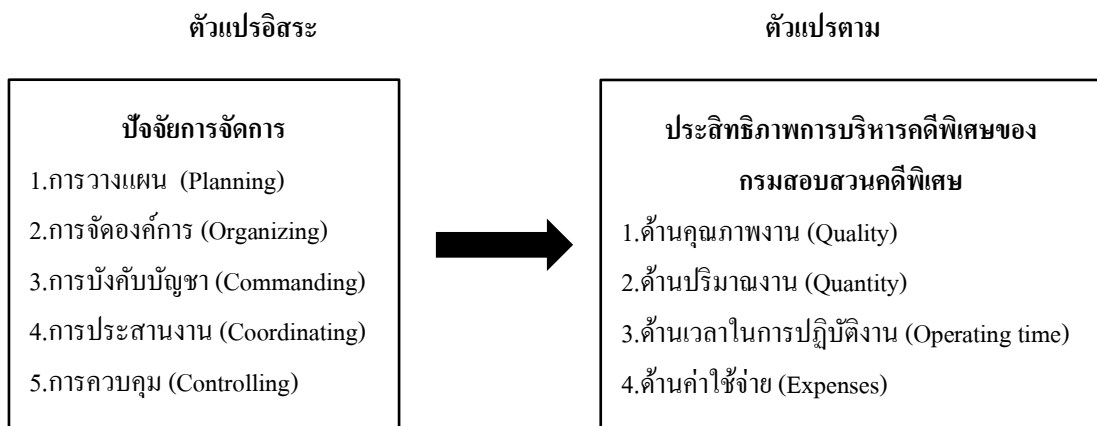 ตัวแปรอิสระ
ปัจจัยการจัดการ
1.การวางแผน (Planning)
2.การจัดองค์การ (Organizing)
3.การบังคับบัญชา (Commanding)
4.การประสานงาน (Coordinating)
5.การควบคุม (Controlling)
ตัวแปรตาม
ประสิทธิภาพการบริหารคดีพิเศษของ
กรมสอบสวนคดีพิเศษ
1.ด้านคุณภาพงาน (Quality)
2.ด้านปริมาณงาน (Quantity)
3.ด้านเวลาในการปฏิบัติงาน (Operating time)
4.ด้านค่าใช้จ่าย (Expenses)